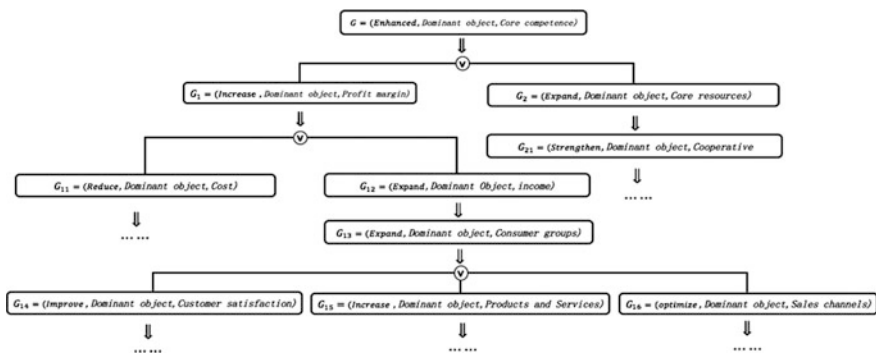 G = (Enhanced, Dominant object, Core competence)
⇓
∨
G₁ = (Increase, Dominant object, Profit margin)
G₂ = (Expand, Dominant object, Core resources)
⇓
⇓
∨
G₂₁ = (Strengthen, Dominant object, Cooperative
G₁₁ = (Reduce, Dominant object, Cost)
G₁₂ = (Expand, Dominant Object, income)
⇓
……
⇓
⇓
……
G₁₃ = (Expand, Dominant object, Consumer groups)
⇓
∨
G₁₄ = (Improve, Dominant object, Customer satisfaction)
G₁₅ = (Increase, Dominant object, Products and Services)
G₁₆ = (optimize, Dominant object, Sales channels)
⇓
⇓
⇓
……
……
……